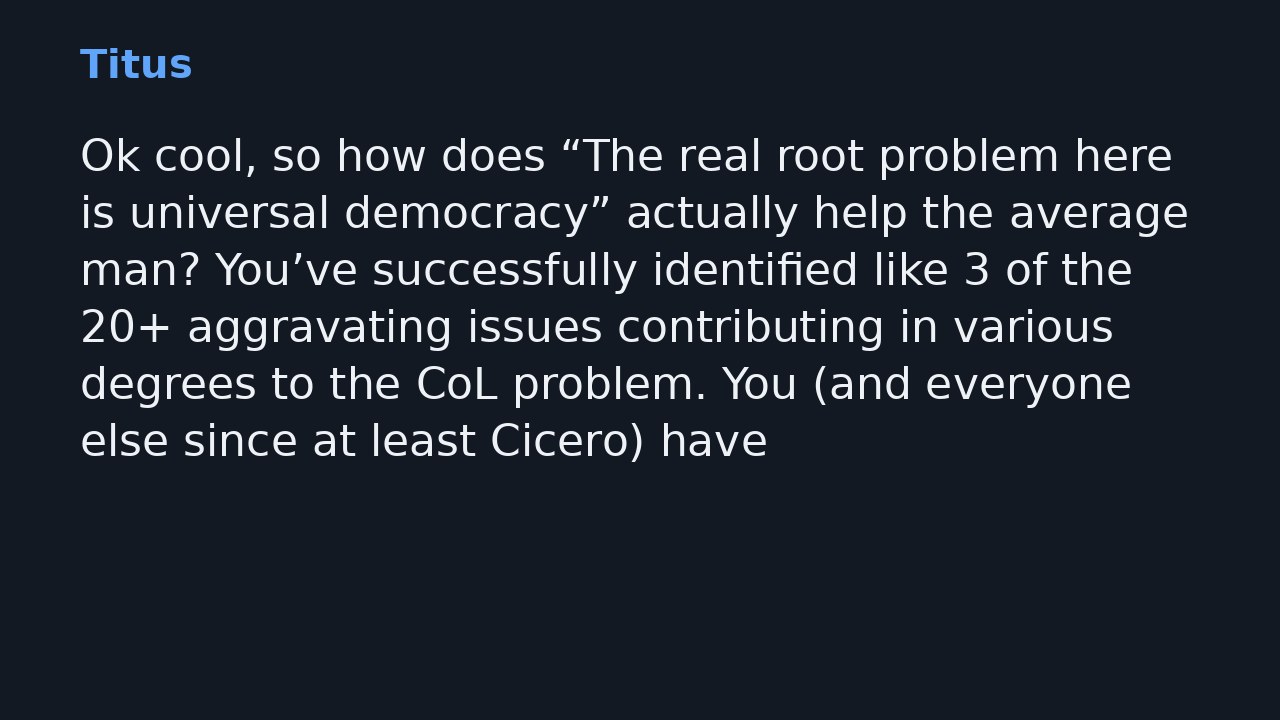 Titus
Ok cool, so how does “The real root problem here
is universal democracy” actually help the average
man? You’ve successfully identified like 3 of the
20+ aggravating issues contributing in various
degrees to the CoL problem. You (and everyone
else since at least Cicero) have